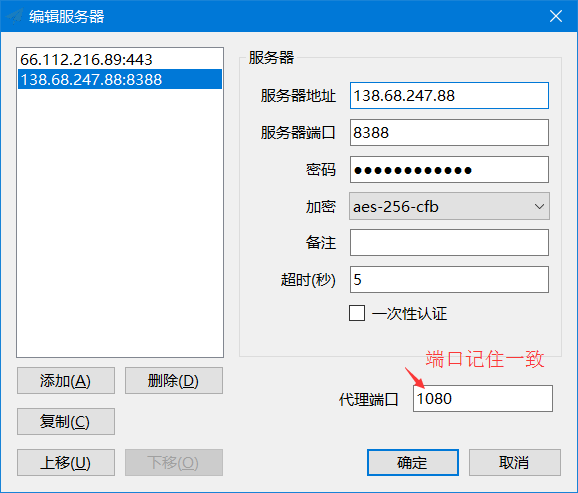 编辑服务器
66.112.216.89:443
138.68.247.88:8388
服务器
服务器地址 138.68.247.88
服务器端口 8388
密码 ●●●●●●●●●●●●
加密 aes-256-cfb
备注
超时(秒) 5
一次性认证
端口记住一致
代理端口 1080
添加(A) 删除(D)
复制(C)
上移(U) 下移(O)
确定 取消